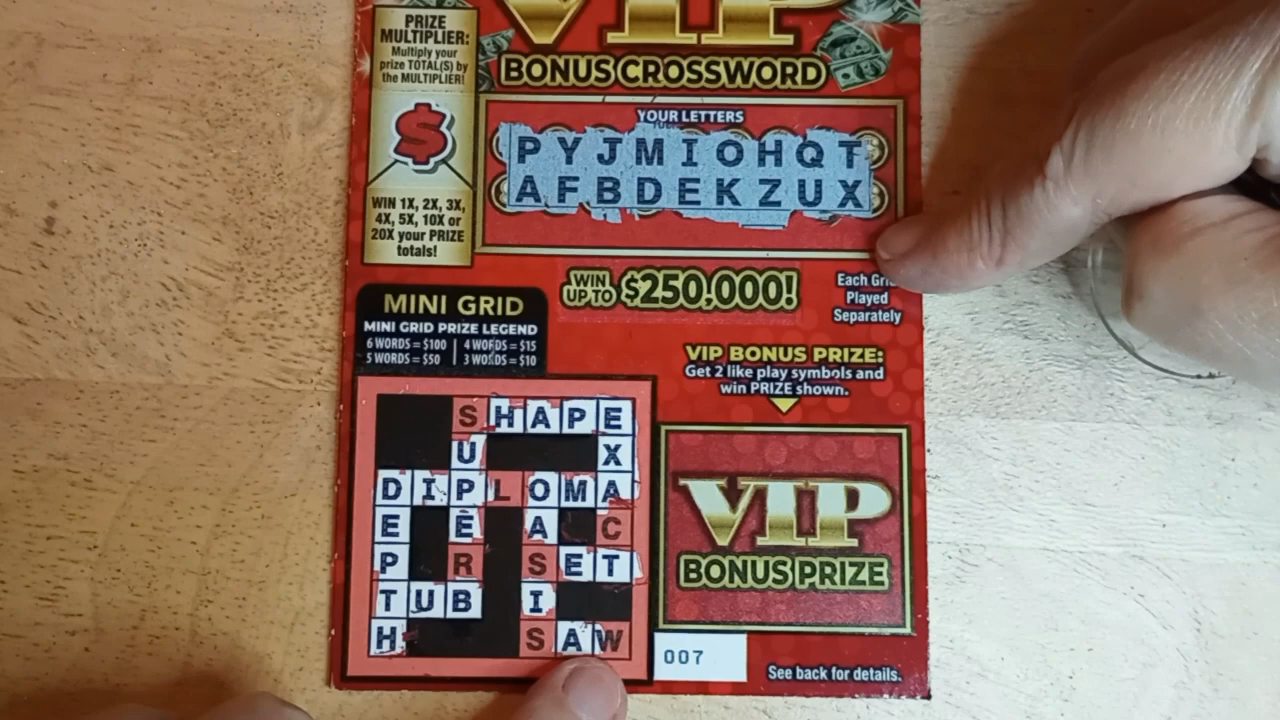 VIP
BONUS CROSSWORD
PRIZE
MULTIPLIER:
Multiply your
prize TOTAL(S) by
the MULTIPLIER!
$
WIN 1X, 2X, 3X,
4X, 5X, 10X or
20X your PRIZE
totals!
YOUR LETTERS
P Y J M I O H Q T
A F B D E K Z U X
WIN
UP TO $250,000!
Each
Played
Separately
MINI GRID
MINI GRID PRIZE LEGEND
6 WORDS = $100 | 4 WORDS = $15
5 WORDS = $50 | 3 WORDS = $10
VIP BONUS PRIZE:
Get 2 like play symbols and
win PRIZE shown.
S H A P E
U X
D I P L O M A
E E A C
P R S E T
T U B I
H S A W
VIP
BONUS PRIZE
007
See back for details.